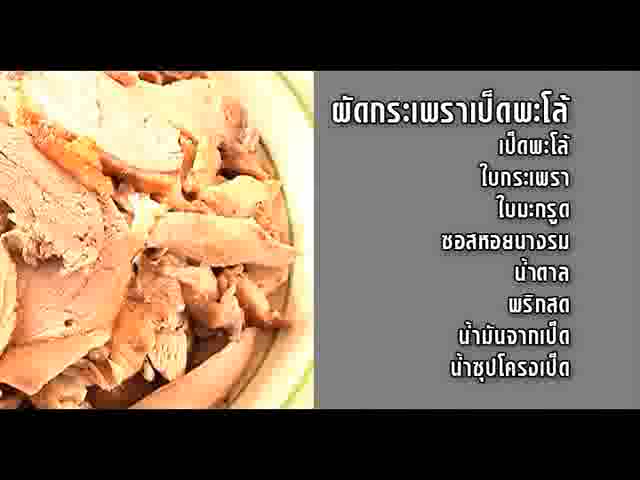 ผัดกระเพราเป็ดพะโล้
เป็ดพะโล้
ใบกระเพรา
ใบมะกรูด
ซอสหอยนางรม
น้ำตาล
พริกสด
น้ำมันจากเป็ด
น้ำซุปโครงเป็ด